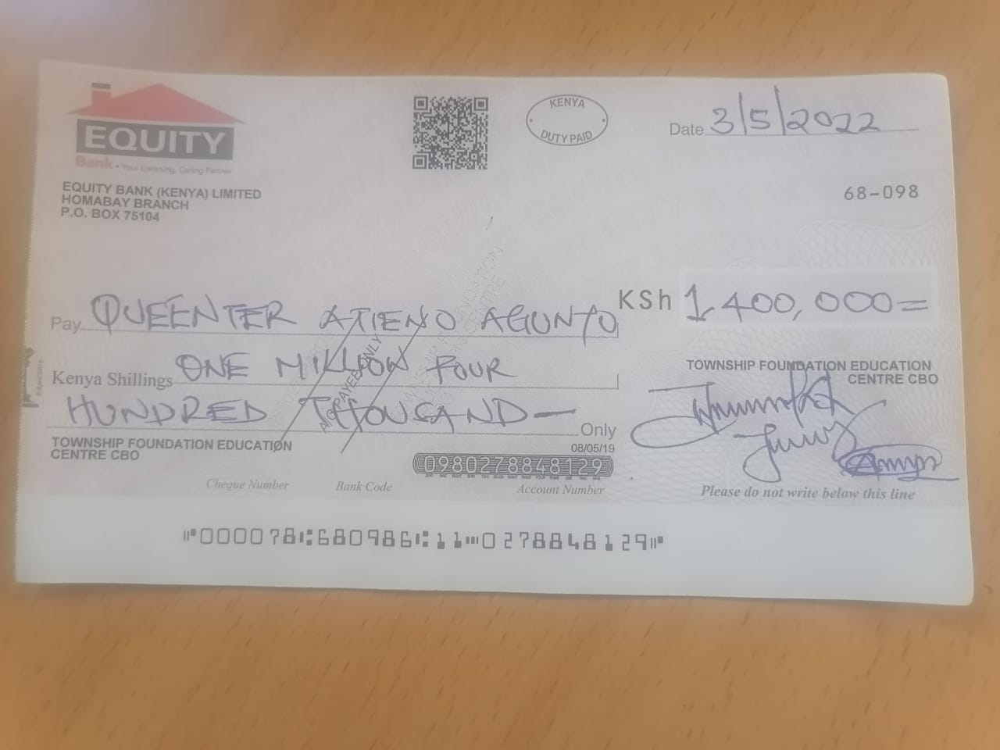 EQUITY
Bank • Your Listening, Caring Partner
KENYA
DUTY PAID
Date 3/5/2022
EQUITY BANK (KENYA) LIMITED
HOMABAY BRANCH
P.O. BOX 75104
68-098
Pay QUEENTER ATIENO AGUNYO
KSh 1,400,000=
Kenya Shillings ONE MILLION FOUR
HUNDRED THOUSAND — Only
A/C PAYEE ONLY
TOWNSHIP FOUNDATION EDUCATION
CENTRE CBO
TOWNSHIP FOUNDATION EDUCATION
CENTRE CBO
08/05/19
0980278848129
Cheque Number
Bank Code
Account Number
Please do not write below this line
⑈000078⑆680986⑆11⑉0278848129⑈